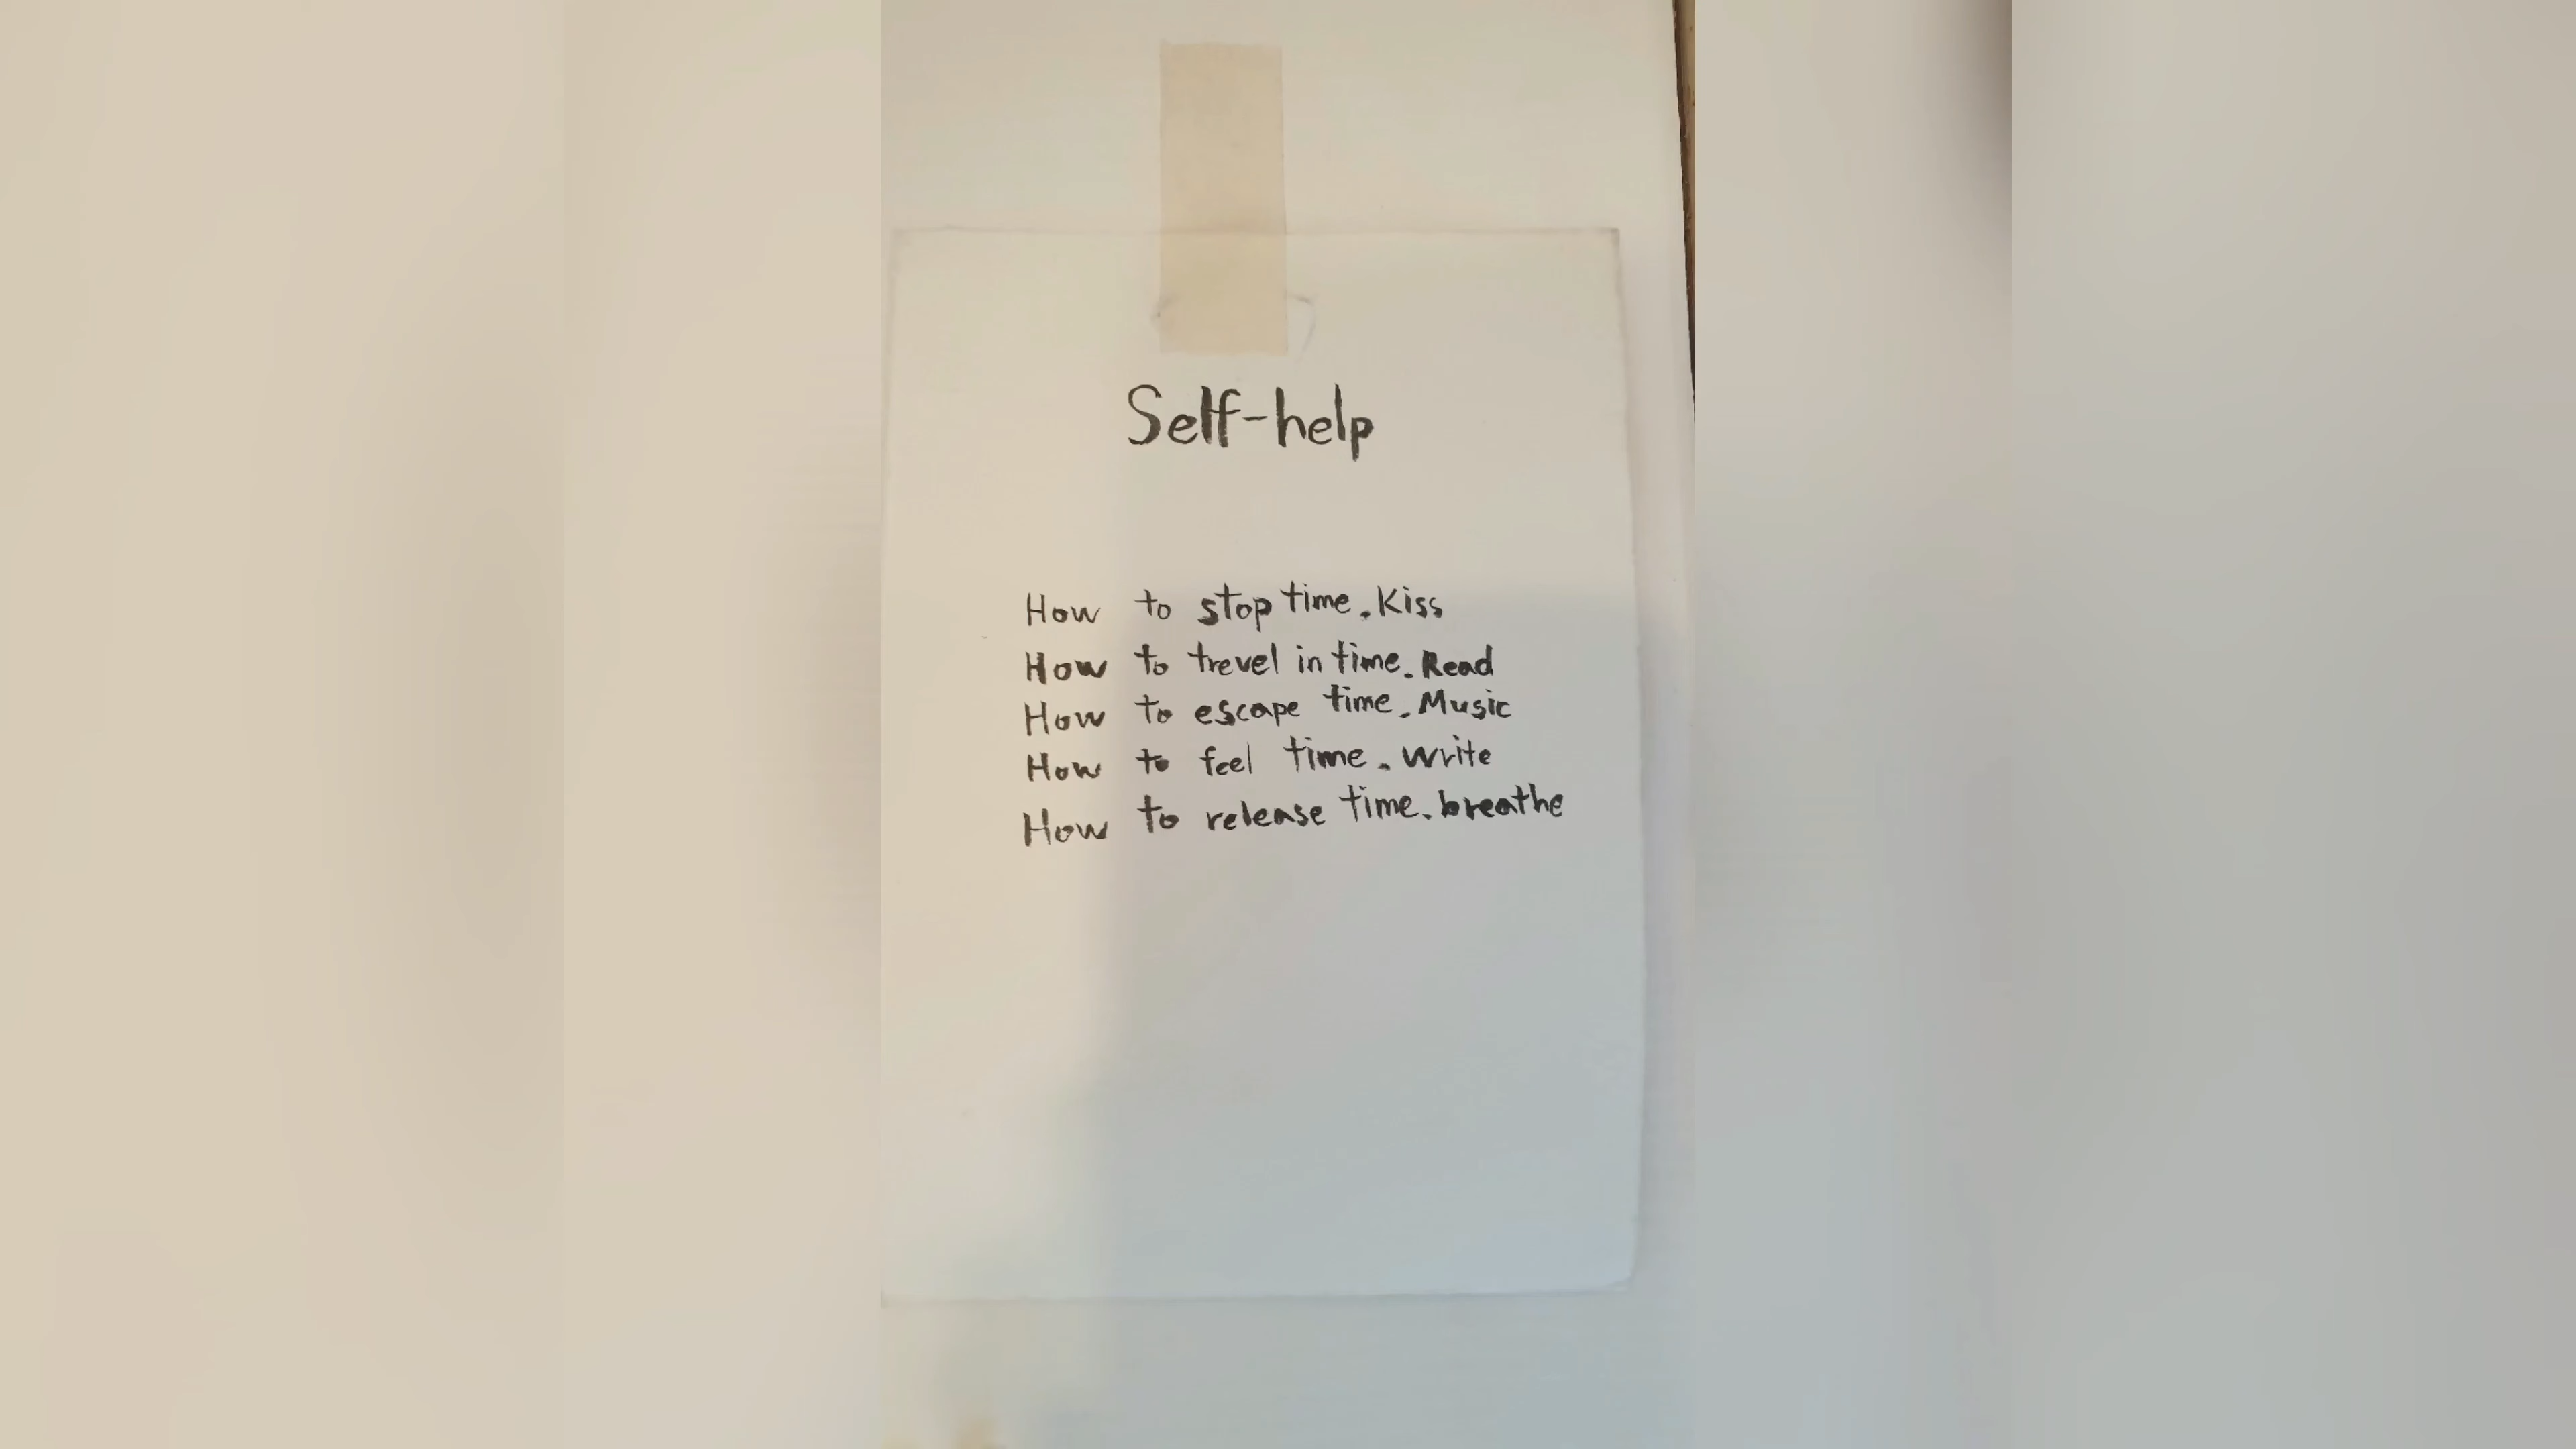 Self-help
How to stop time. Kiss
How to trevel in time. Read
How to escape time. Music
How to feel time. Write
How to release time. breathe